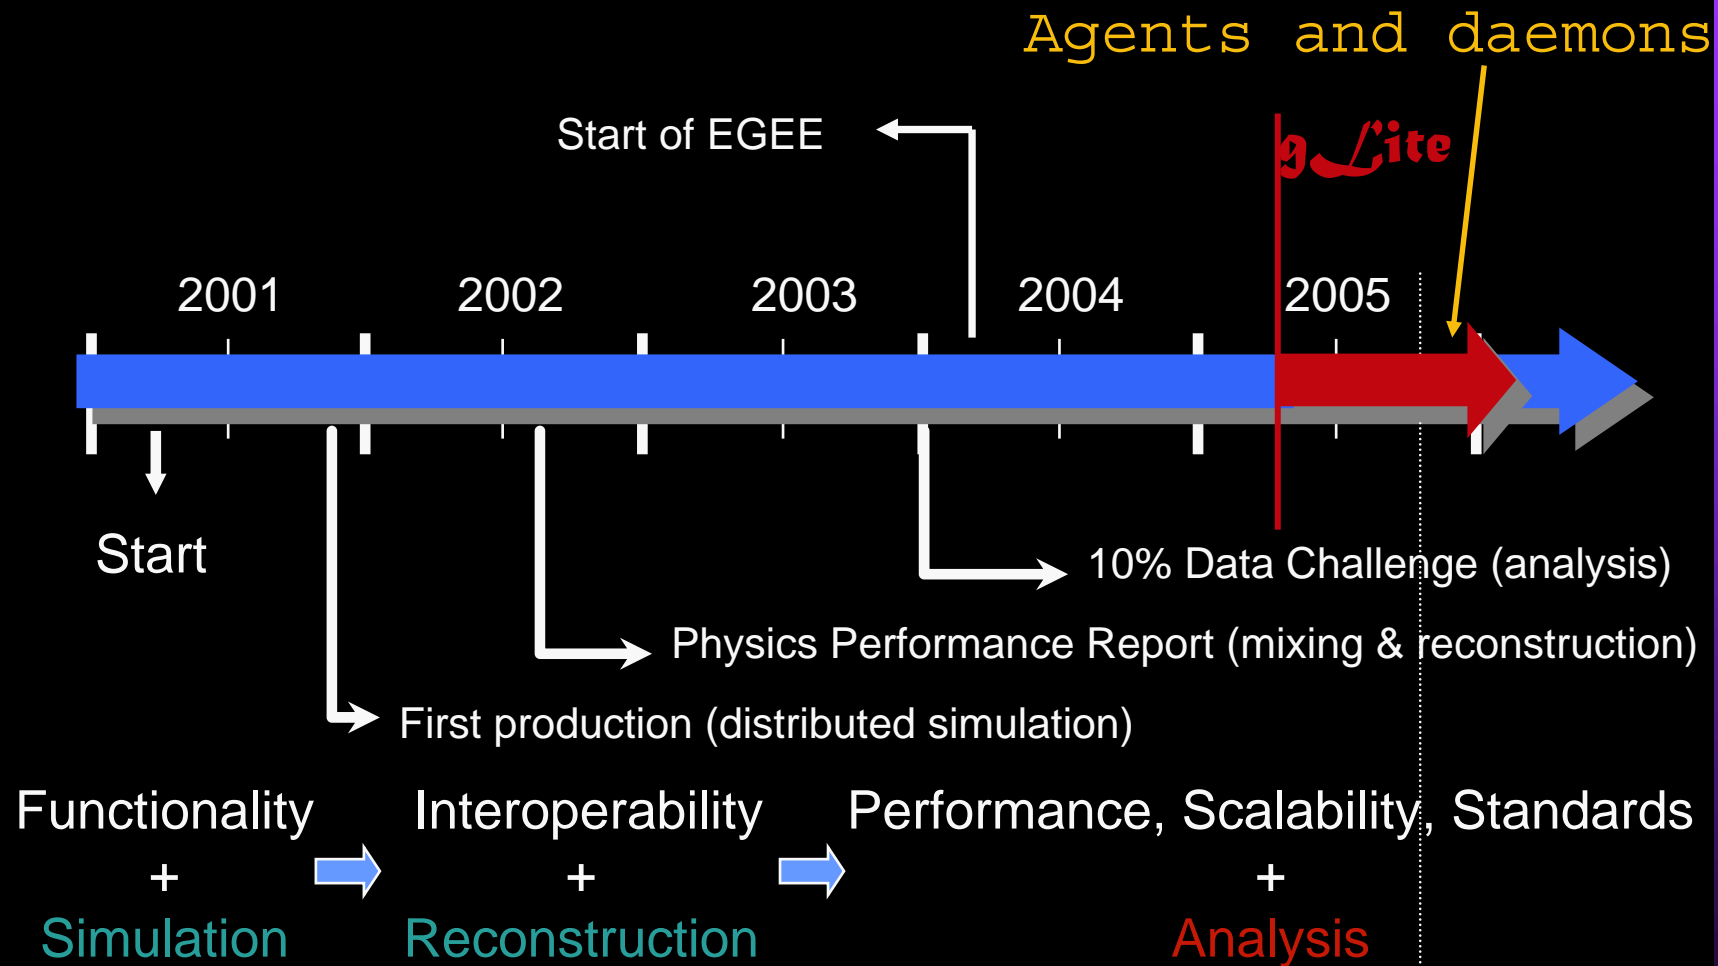 Agents and daemons
Start of EGEE
gLite
2001 2002 2003 2004 2005
Start
10% Data Challenge (analysis)
Physics Performance Report (mixing & reconstruction)
First production (distributed simulation)
Functionality Interoperability Performance, Scalability, Standards
+ + +
Simulation Reconstruction Analysis